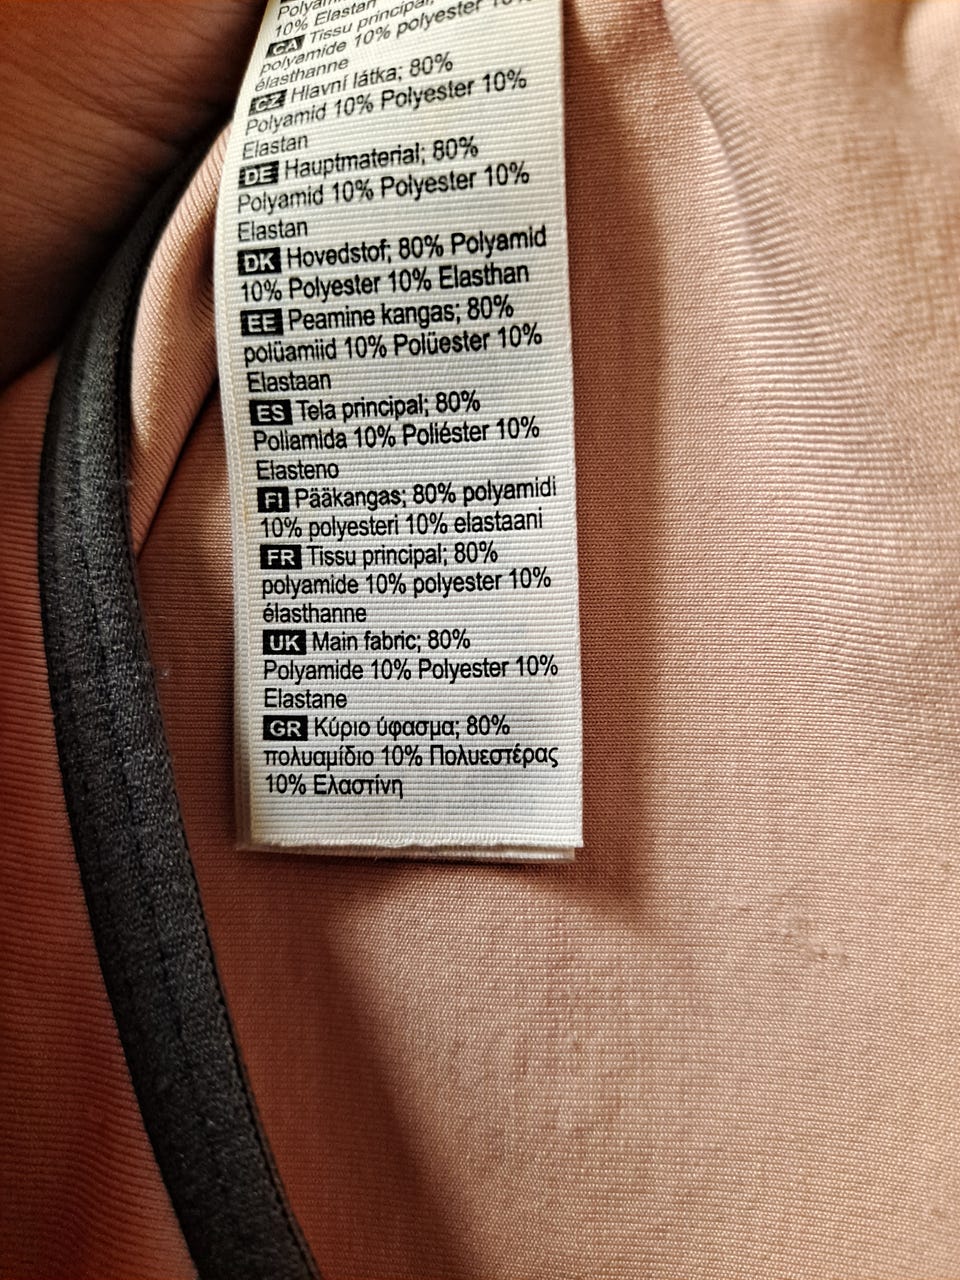 10% Elastan
CA Tissu principal;
polyamide 10% polyester 10%
élasthanne
CZ Hlavní látka; 80%
Polyamid 10% Polyester 10%
Elastan
DE Hauptmaterial; 80%
Polyamid 10% Polyester 10%
Elastan
DK Hovedstof; 80% Polyamid
10% Polyester 10% Elasthan
EE Peamine kangas; 80%
polüamiid 10% Polüester 10%
Elastaan
ES Tela principal; 80%
Poliamida 10% Poliéster 10%
Elasteno
FI Pääkangas; 80% polyamidi
10% polyesteri 10% elastaani
FR Tissu principal; 80%
polyamide 10% polyester 10%
élasthanne
UK Main fabric; 80%
Polyamide 10% Polyester 10%
Elastane
GR Κύριο ύφασμα; 80%
πολυαμίδιο 10% Πολυεστέρας
10% Ελαστίνη